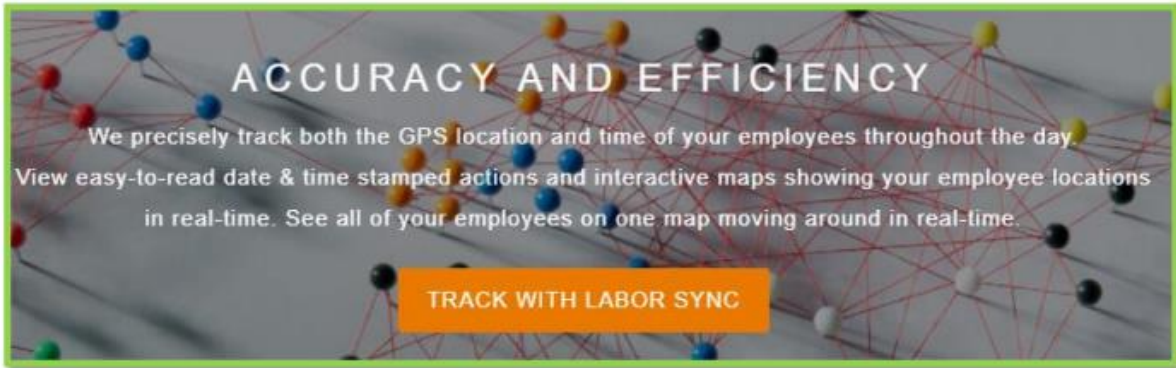 ACCURACY AND EFFICIENCY
We precisely track both the GPS location and time of your employees throughout the day.
View easy-to-read date & time stamped actions and interactive maps showing your employee locations
in real-time. See all of your employees on one map moving around in real-time.
TRACK WITH LABOR SYNC